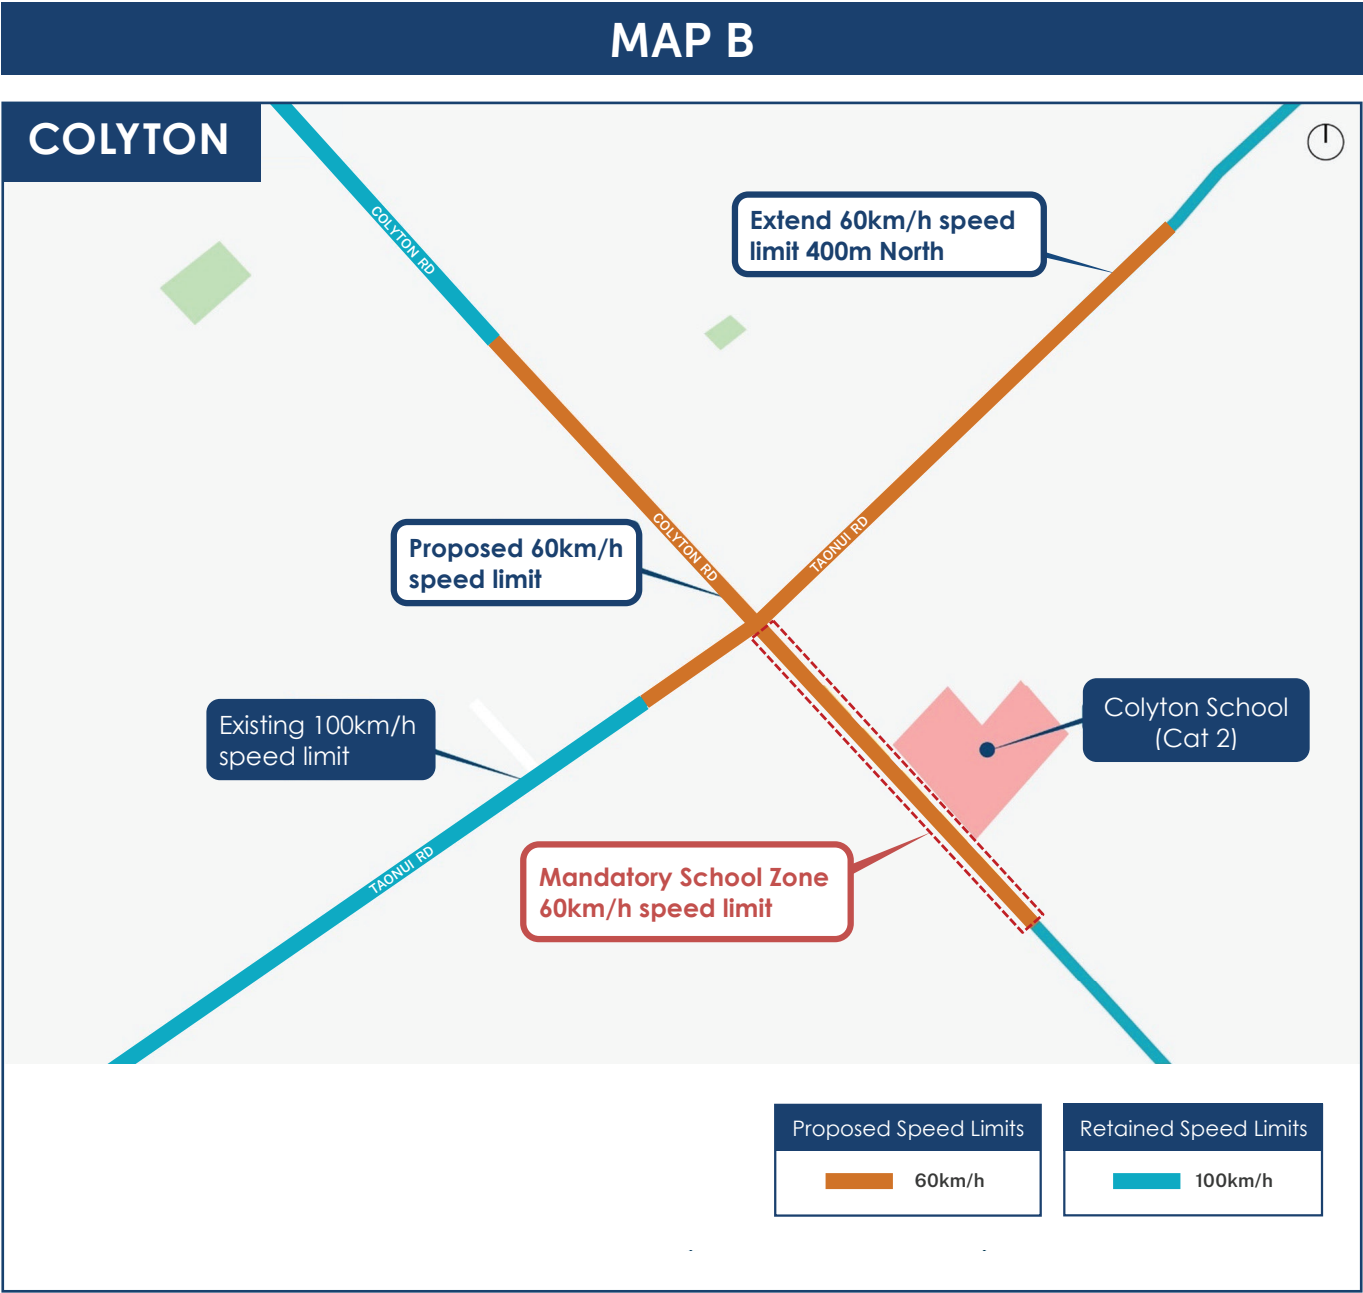 MAP B
COLYTON
COLYTON RD
Extend 60km/h speed
limit 400m North
COLYTON RD
TAONUI RD
Proposed 60km/h
speed limit
Existing 100km/h
speed limit
Colyton School
(Cat 2)
TAONUI RD
Mandatory School Zone
60km/h speed limit
Proposed Speed Limits
60km/h
Retained Speed Limits
100km/h